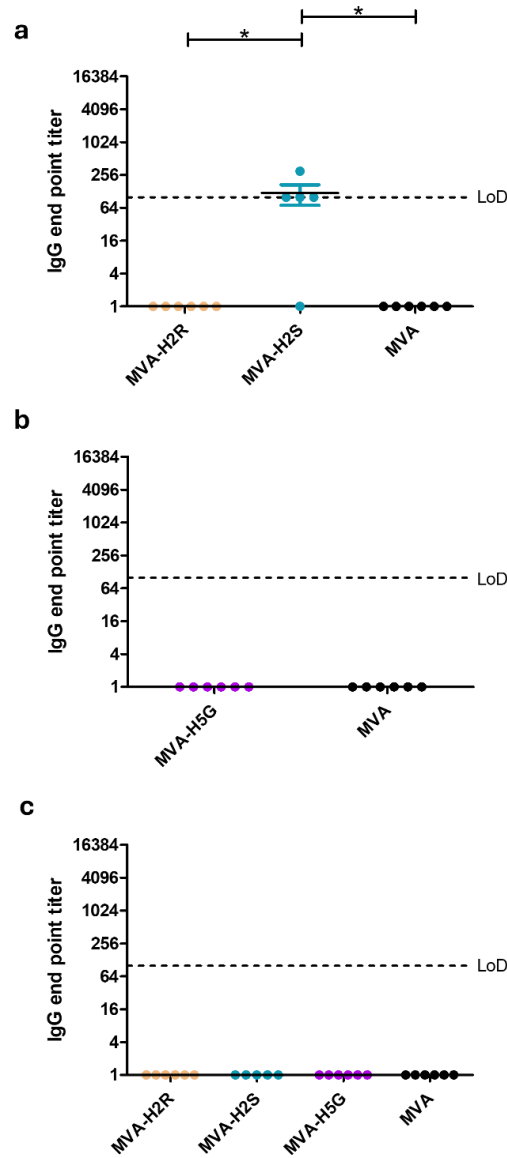 a
* *
IgG end point titer
16384
4096
1024
256
64
16
4
1
LoD
MVA-H2R
MVA-H2S
MVA
b
IgG end point titer
16384
4096
1024
256
64
16
4
1
LoD
MVA-H5G
MVA
c
IgG end point titer
16384
4096
1024
256
64
16
4
1
LoD
MVA-H2R
MVA-H2S
MVA-H5G
MVA